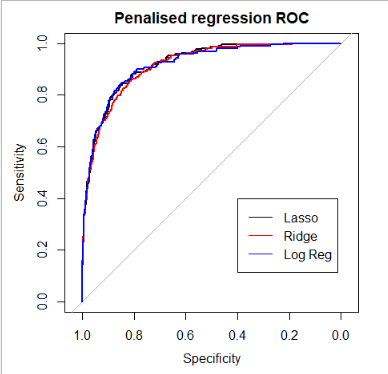 Penalised regression ROC
1.0
0.8
0.6
0.4
0.2
0.0
Sensitivity
Lasso
Ridge
Log Reg
1.0 0.8 0.6 0.4 0.2 0.0
Specificity